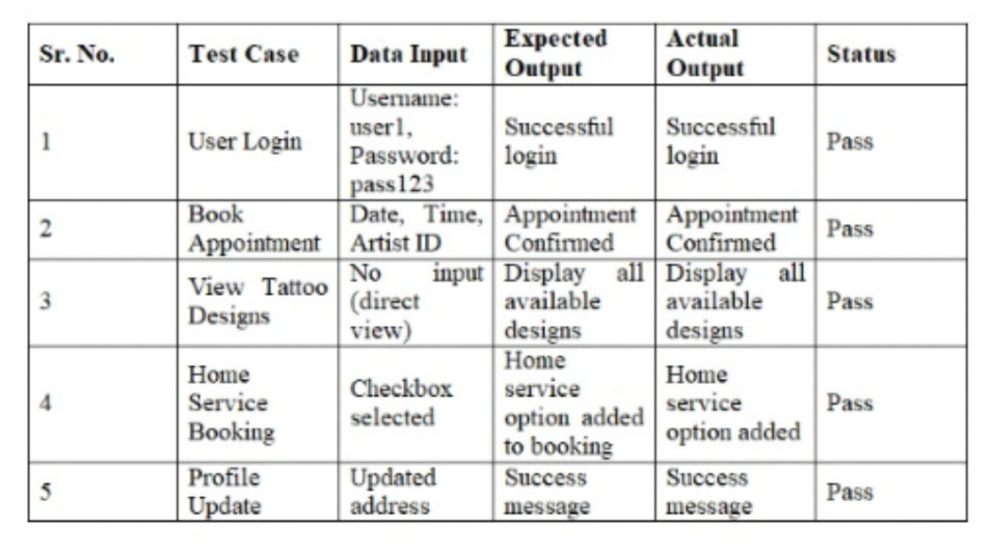 Sr. No. Test Case Data Input Expected Output Actual Output Status
1 User Login Username: user1, Password: pass123 Successful login Successful login Pass
2 Book Appointment Date, Time, Artist ID Appointment Confirmed Appointment Confirmed Pass
3 View Tattoo Designs No input (direct view) Display all available designs Display all available designs Pass
4 Home Service Booking Checkbox selected Home service option added to booking Home service option added Pass
5 Profile Update Updated address Success message Success message Pass